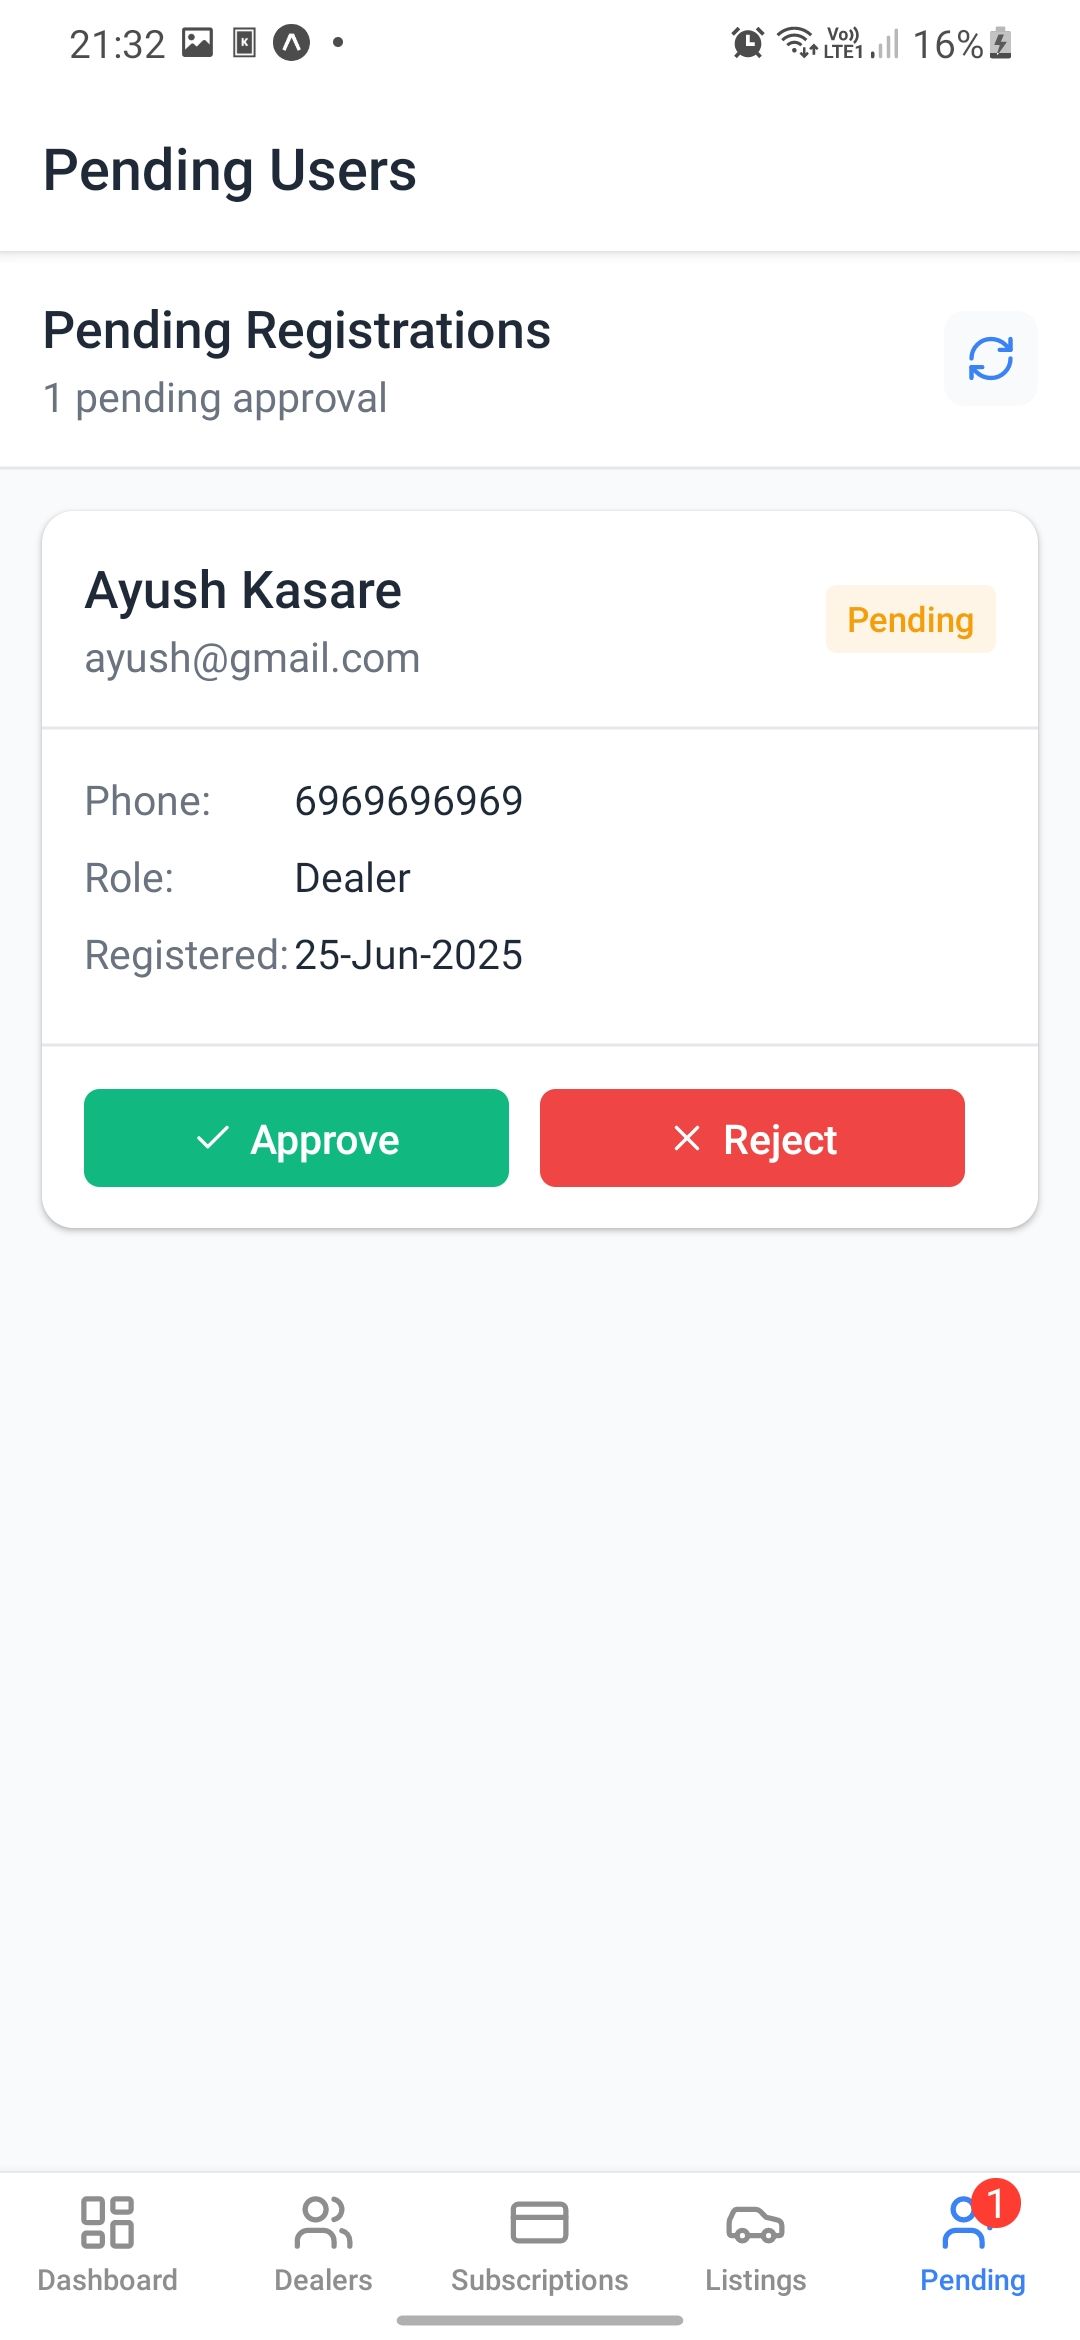 21:32 K Vo)) LTE1 16%
Pending Users
Pending Registrations
1 pending approval
Ayush Kasare
Pending
ayush@gmail.com
Phone: 6969696969
Role: Dealer
Registered: 25-Jun-2025
Approve Reject
1
Dashboard Dealers Subscriptions Listings Pending